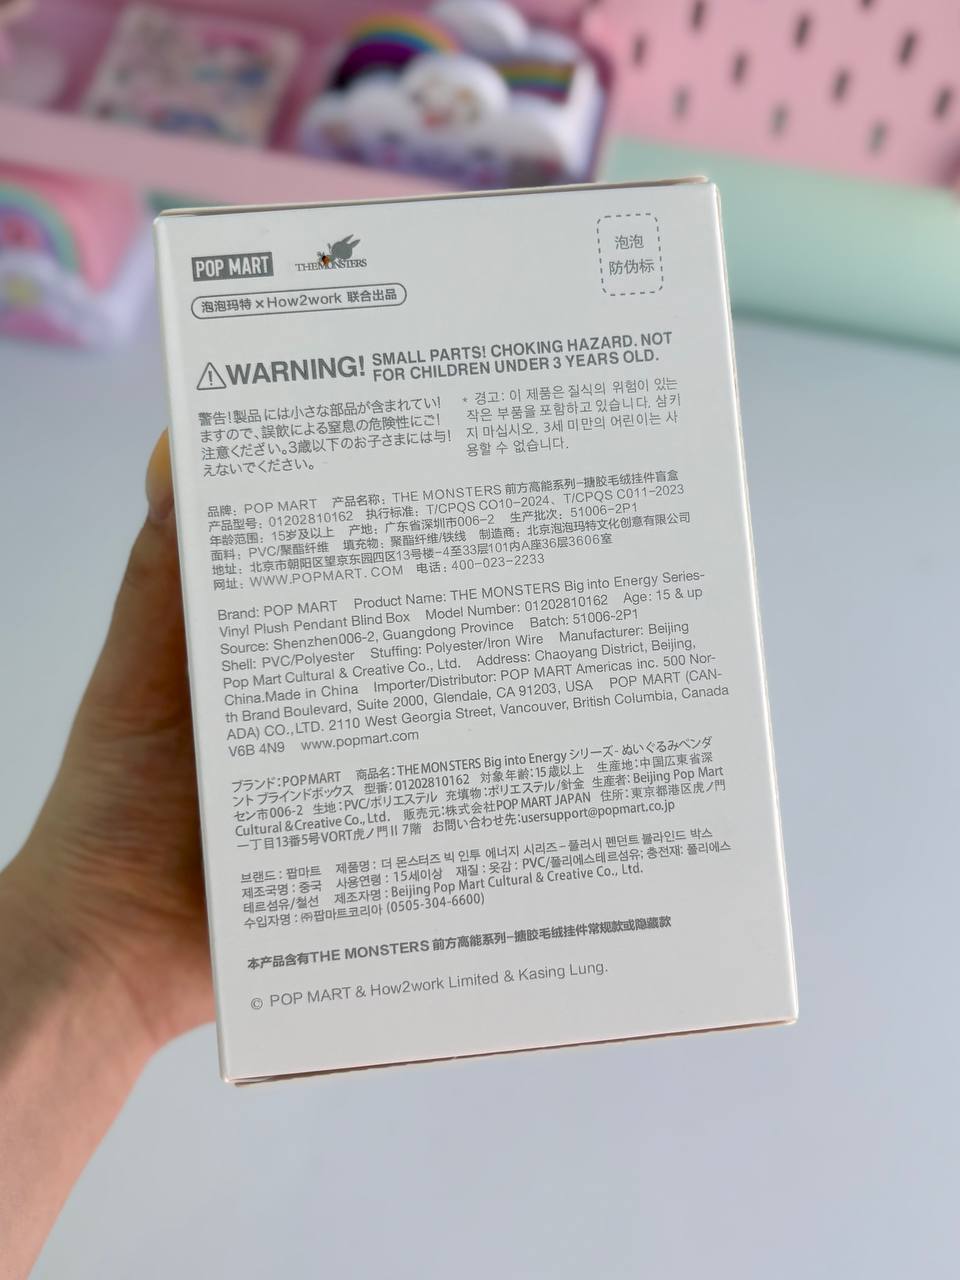 POP MART
THE MONSTERS
泡泡玛特 × How2work 联合出品
泡泡
防伪标
WARNING! SMALL PARTS! CHOKING HAZARD. NOT
FOR CHILDREN UNDER 3 YEARS OLD.
警告!製品には小さな部品が含まれてい!
ますので、誤飲による窒息の危険性にご!
注意ください。3歳以下のお子さまには与!
えないでください。
* 경고: 이 제품은 질식의 위험이 있는
작은 부품을 포함하고 있습니다. 삼키
지 마십시오. 3세 미만의 어린이는 사
용할 수 없습니다.
品牌: POP MART 产品名称: THE MONSTERS 前方高能系列-搪胶毛绒挂件盲盒
产品型号: 01202810162 执行标准: T/CPQS CO10-2024、T/CPQS C011-2023
年龄范围: 15岁及以上 产地: 广东省深圳市006-2 生产批次: 51006-2P1
面料: PVC/聚酯纤维 填充物: 聚酯纤维/铁线 制造商: 北京泡泡玛特文化创意有限公司
地址: 北京市朝阳区望京东园四区13号楼-4至33层101内A座36层3606室
网址: WWW.POPMART.COM 电话: 400-023-2233
Brand: POP MART Product Name: THE MONSTERS Big into Energy Series-
Vinyl Plush Pendant Blind Box Model Number: 01202810162 Age: 15 & up
Source: Shenzhen006-2, Guangdong Province Batch: 51006-2P1
Shell: PVC/Polyester Stuffing: Polyester/Iron Wire Manufacturer: Beijing
Pop Mart Cultural & Creative Co., Ltd. Address: Chaoyang District, Beijing,
China.Made in China Importer/Distributor: POP MART Americas inc. 500 Nor-
th Brand Boulevard, Suite 2000, Glendale, CA 91203, USA POP MART (CAN-
ADA) CO.,LTD. 2110 West Georgia Street, Vancouver, British Columbia, Canada
V6B 4N9 www.popmart.com
ブランド:POP MART 商品名: THE MONSTERS Big into Energy シリーズ- ぬいぐるみペンダ
ント ブラインドボックス 型番: 01202810162 対象年齢:15歳以上 生産地:中国広東省深
セン市006-2 生地:PVC/ポリエステル 充填物:ポリエステル/針金 生産者: Beijing Pop Mart
Cultural &Creative Co., Ltd. 販売元:株式会社POP MART JAPAN 住所:東京都港区虎ノ門
一丁目13番5号VORT虎ノ門Ⅱ 7階 お問い合わせ先:usersupport@popmart.co.jp
브랜드 : 팝마트 제품명 : 더 몬스터즈 빅 인투 에너지 시리즈 – 플러시 펜던트 블라인드 박스
제조국명 : 중국 사용연령 : 15세이상 재질 : 옷감 : PVC/폴리에스테르섬유; 충전재: 폴리에스
테르섬유/철선 제조자명 : Beijing Pop Mart Cultural & Creative Co., Ltd.
수입자명 : ㈜팝마트코리아 (0505-304-6600)
本产品含有THE MONSTERS 前方高能系列-搪胶毛绒挂件常规款或隐藏款
© POP MART & How2work Limited & Kasing Lung.